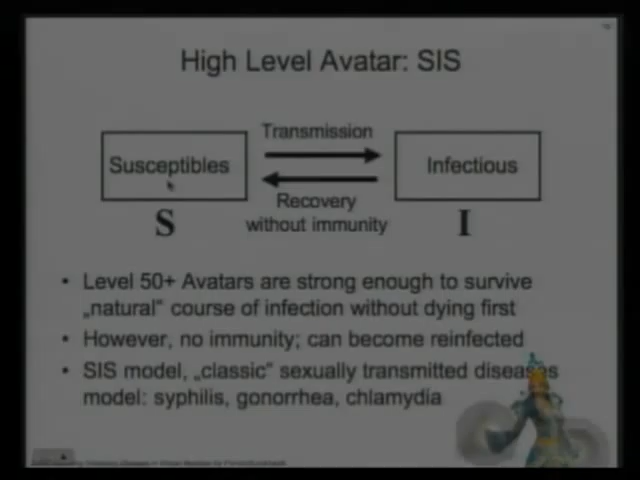 High Level Avatar: SIS
Transmission
Susceptibles
Infectious
Recovery
without immunity
S
I
• Level 50+ Avatars are strong enough to survive
„natural“ course of infection without dying first
• However, no immunity; can become reinfected
• SIS model, „classic“ sexually transmitted diseases
model: syphilis, gonorrhea, chlamydia